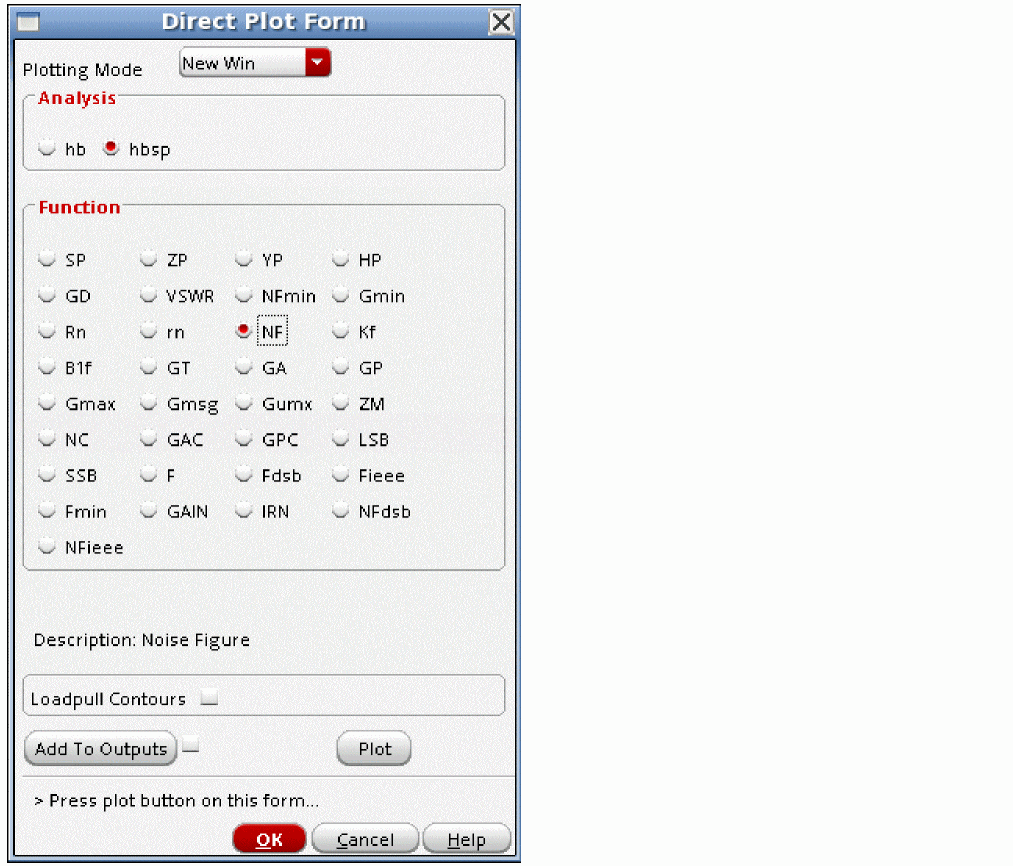 Direct Plot Form
Plotting Mode New Win
Analysis
hb hbsp
Function
SP ZP YP HP
GD VSWR NFmin Gmin
Rn rn NF Kf
B1f GT GA GP
Gmax Gmsg Gumx ZM
NC GAC GPC LSB
SSB F Fdsb Fieee
Fmin GAIN IRN NFdsb
NFieee
Description: Noise Figure
Loadpull Contours
Add To Outputs Plot
> Press plot button on this form...
OK Cancel Help